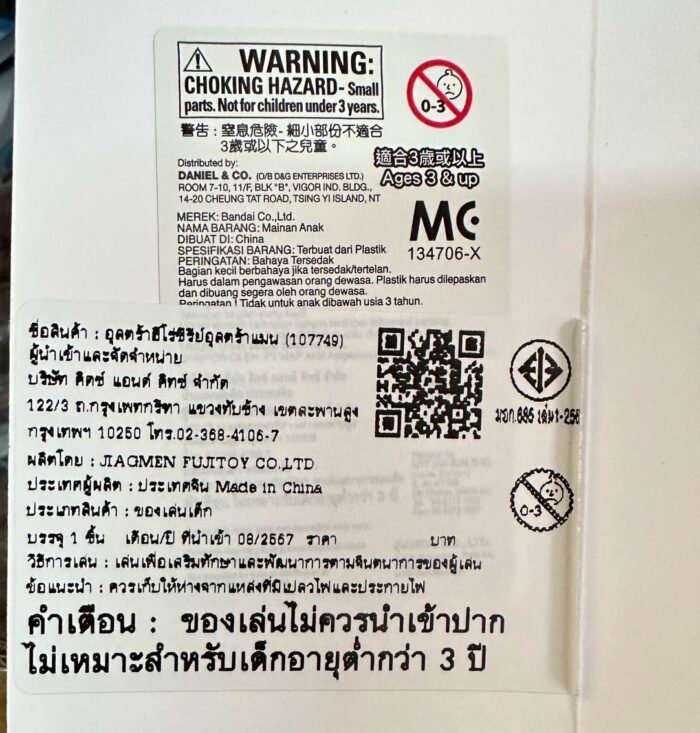 WARNING:
CHOKING HAZARD- Small
parts. Not for children under 3 years.
0-3
警告 : 窒息危險 - 細小部份不適合
3歲或以下之兒童。
適合3歲或以上
Ages 3 & up
Distributed by:
DANIEL & CO. (O/B D&G ENTERPRISES LTD.)
ROOM 7-10, 11/F, BLK "B", VIGOR IND. BLDG.,
14-20 CHEUNG TAT ROAD, TSING YI ISLAND, NT
MC
134706-X
MEREK: Bandai Co.,Ltd.
NAMA BARANG: Mainan Anak
DIBUAT DI: China
SPESIFIKASI BARANG: Terbuat dari Plastik
PERINGATAN: Bahaya Tersedak
Bagian kecil berbahaya jika tersedak/tertelan.
Harus dalam pengawasan orang dewasa. Plastik harus dilepaskan
dan dibuang segera oleh orang dewasa.
Peringatan ! Tidak untuk anak dibawah usia 3 tahun.
ชื่อสินค้า : อุลตร้าฮีโร่ซีรีย์อุลตร้าแมน (107749)
ผู้นำเข้าและจัดจำหน่าย
บริษัท คิตซ์ แอนด์ คิทซ์ จำกัด
122/3 ถ.กรุงเทพกรีฑา แขวงทับช้าง เขตสะพานสูง
กรุงเทพฯ 10250 โทร.02-368-4106-7
ผลิตโดย : JIAGMEN FUJITOY CO.,LTD
ประเทศผู้ผลิต : ประเทศจีน Made in China
ประเภทสินค้า : ของเล่นเด็ก
บรรจุ 1 ชิ้น เดือน/ปี ที่นำเข้า 08/2567 ราคา บาท
วิธีการเล่น : เล่นเพื่อเสริมทักษะและพัฒนาการตามจินตนาการของผู้เล่น
ข้อแนะนำ : ควรเก็บให้ห่างจากแหล่งที่มีเปลวไฟและประกายไฟ
คำเตือน : ของเล่นไม่ควรนำเข้าปาก
ไม่เหมาะสำหรับเด็กอายุต่ำกว่า 3 ปี
มอก.685 เล่ม1-256
0-3